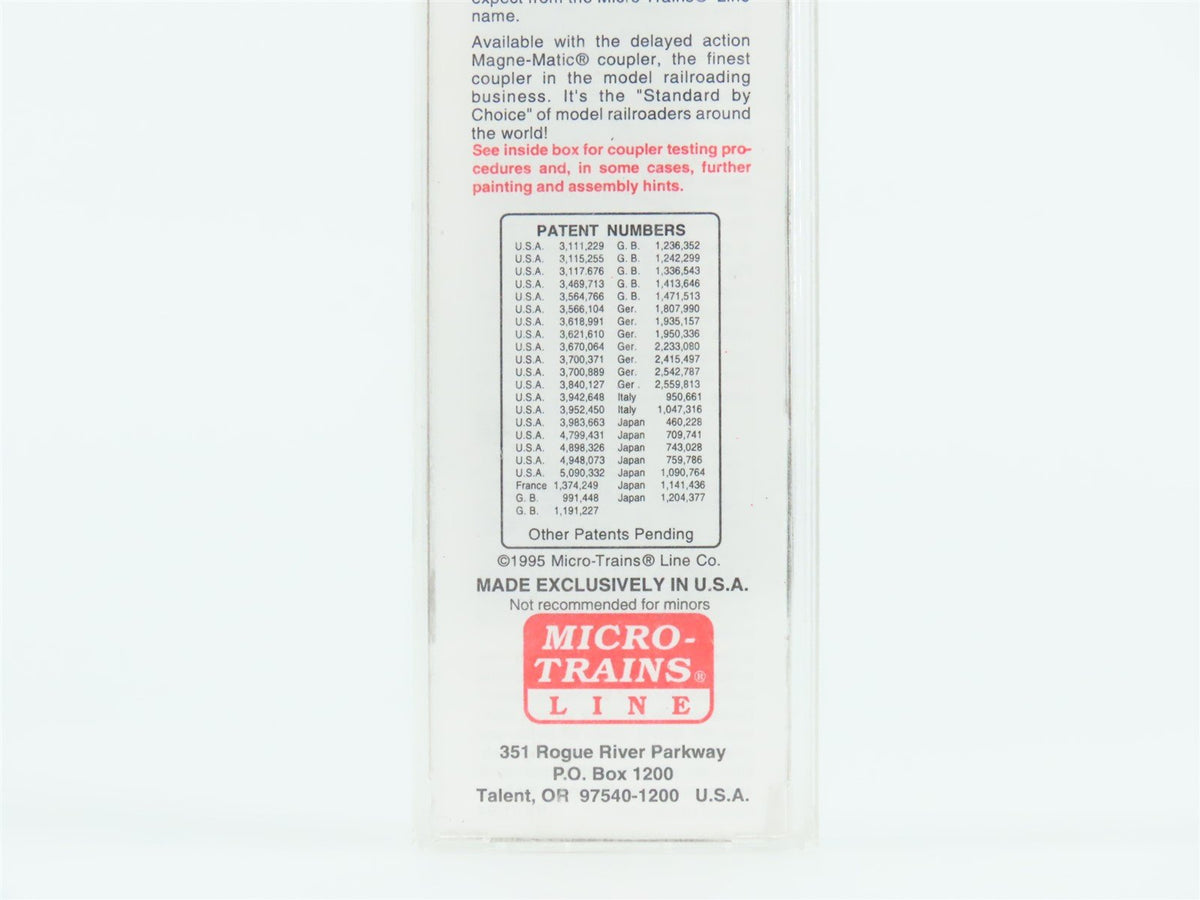 expect from the Micro-Trains® Line
name.
Available with the delayed action
Magne-Matic® coupler, the finest
coupler in the model railroading
business. It's the "Standard by
Choice" of model railroaders around
the world!
See inside box for coupler testing pro-
cedures and, in some cases, further
painting and assembly hints.
PATENT NUMBERS
U.S.A. 3,111,229 G. B. 1,236,352
U.S.A. 3,115,255 G. B. 1,242,299
U.S.A. 3,117.676 G. B. 1,336,543
U.S.A. 3,469,713 G. B. 1,413,646
U.S.A. 3,564,766 G. B. 1,471,513
U.S.A. 3,566,104 Ger. 1,807,990
U.S.A. 3,618,991 Ger. 1,935,157
U.S.A. 3,621,610 Ger. 1,950,336
U.S.A. 3,670,064 Ger. 2,233,080
U.S.A. 3,700,371 Ger. 2,415,497
U.S.A. 3,700,889 Ger. 2,542,787
U.S.A. 3,840,127 Ger. 2,559,813
U.S.A. 3,942,648 Italy 950,661
U.S.A. 3,952,450 Italy 1,047,316
U.S.A. 3,983,663 Japan 460,228
U.S.A. 4,799,431 Japan 709,741
U.S.A. 4,898,326 Japan 743,028
U.S.A. 4,948,073 Japan 759,786
U.S.A. 5,090,332 Japan 1,090,764
France 1,374,249 Japan 1,141,436
G. B. 991,448 Japan 1,204,377
G. B. 1,191,227
Other Patents Pending
©1995 Micro-Trains® Line Co.
MADE EXCLUSIVELY IN U.S.A.
Not recommended for minors
MICRO-
TRAINS®
LINE
351 Rogue River Parkway
P.O. Box 1200
Talent, OR 97540-1200 U.S.A.